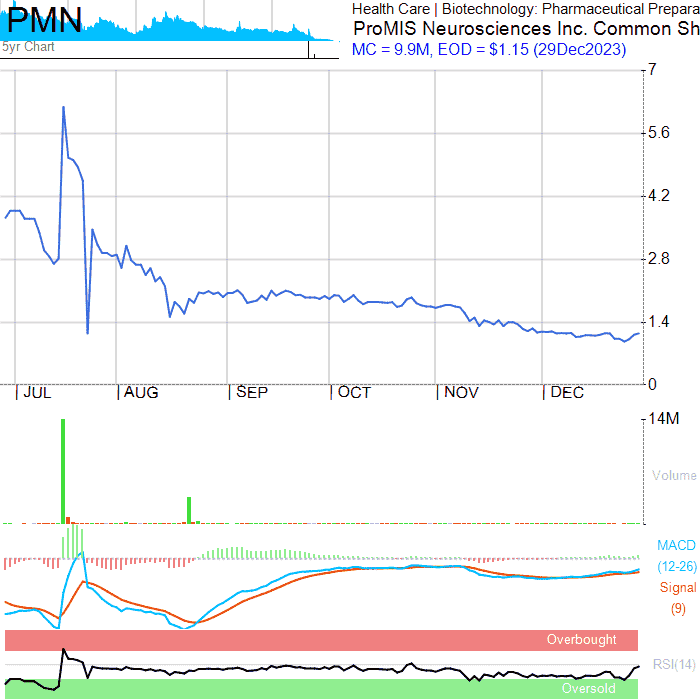 PMN
5yr Chart
Health Care | Biotechnology: Pharmaceutical Prepara
ProMIS Neurosciences Inc. Common Sh
MC = 9.9M, EOD = $1.15 (29Dec2023)
7
5.6
4.2
2.8
1.4
0
JUL AUG SEP OCT NOV DEC
14M
Volume
MACD
(12-26)
Signal
(9)
Overbought
RSI(14)
Oversold